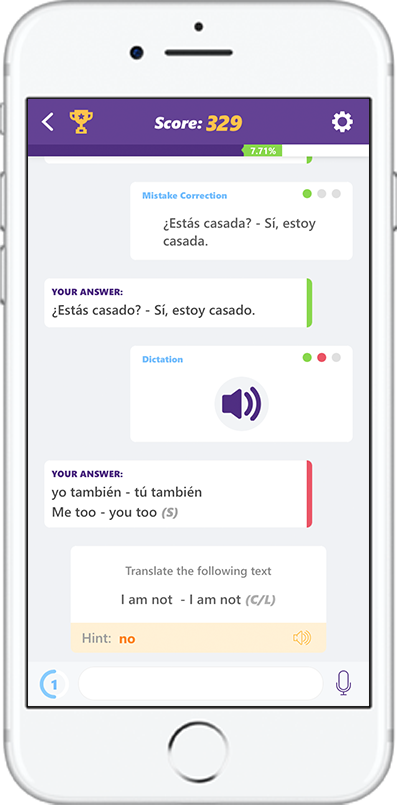 Score: 329
7.71%
Mistake Correction
¿Estás casada? - Sí, estoy
casada.
YOUR ANSWER:
¿Estás casado? - Sí, estoy casado.
Dictation
YOUR ANSWER:
yo también - tú también
Me too - you too (S)
Translate the following text
I am not - I am not (C/L)
Hint: no
1